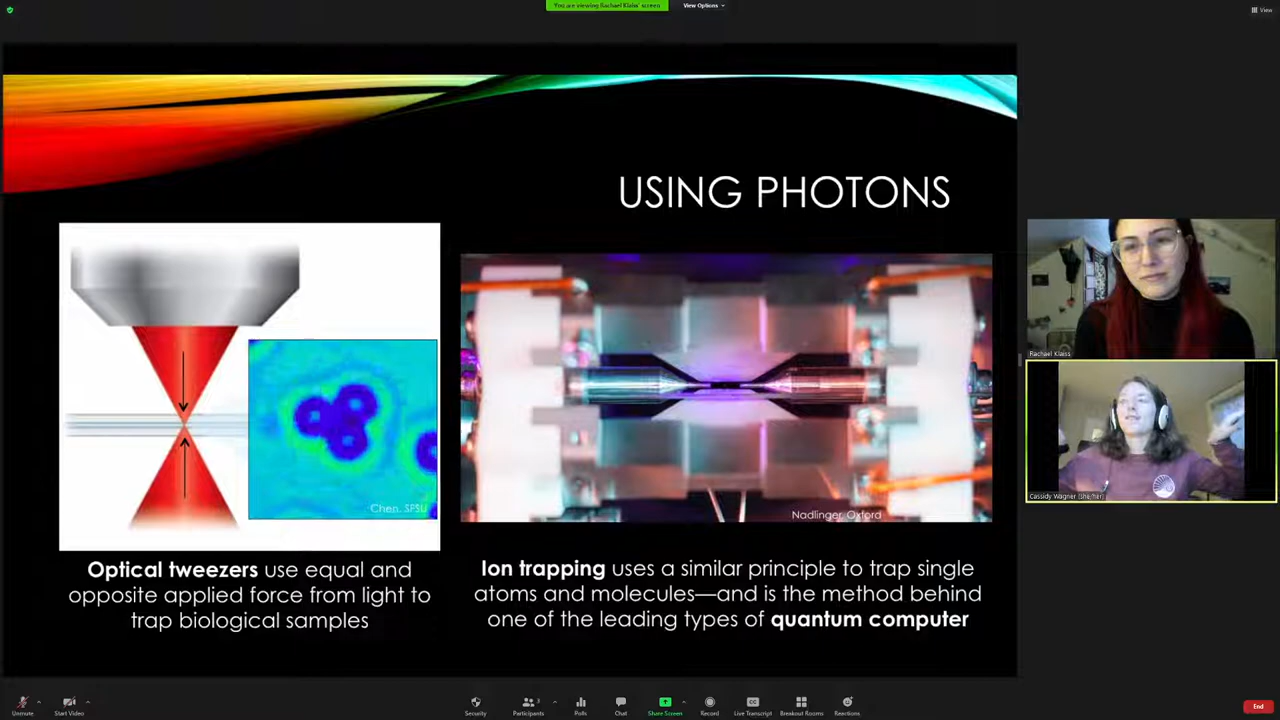 You are viewing Rachael Klaiss' screen
View Options
View
USING PHOTONS
Chen, SPSU
Nadlinger, Oxford
Optical tweezers use equal and
opposite applied force from light to
trap biological samples
Ion trapping uses a similar principle to trap single
atoms and molecules—and is the method behind
one of the leading types of quantum computer
Rachael Klaiss
Cassidy Wagner (she/her)
Unmute
Start Video
Security
Participants
3
Polls
Chat
Share Screen
Record
Live Transcript
Breakout Rooms
Reactions
End